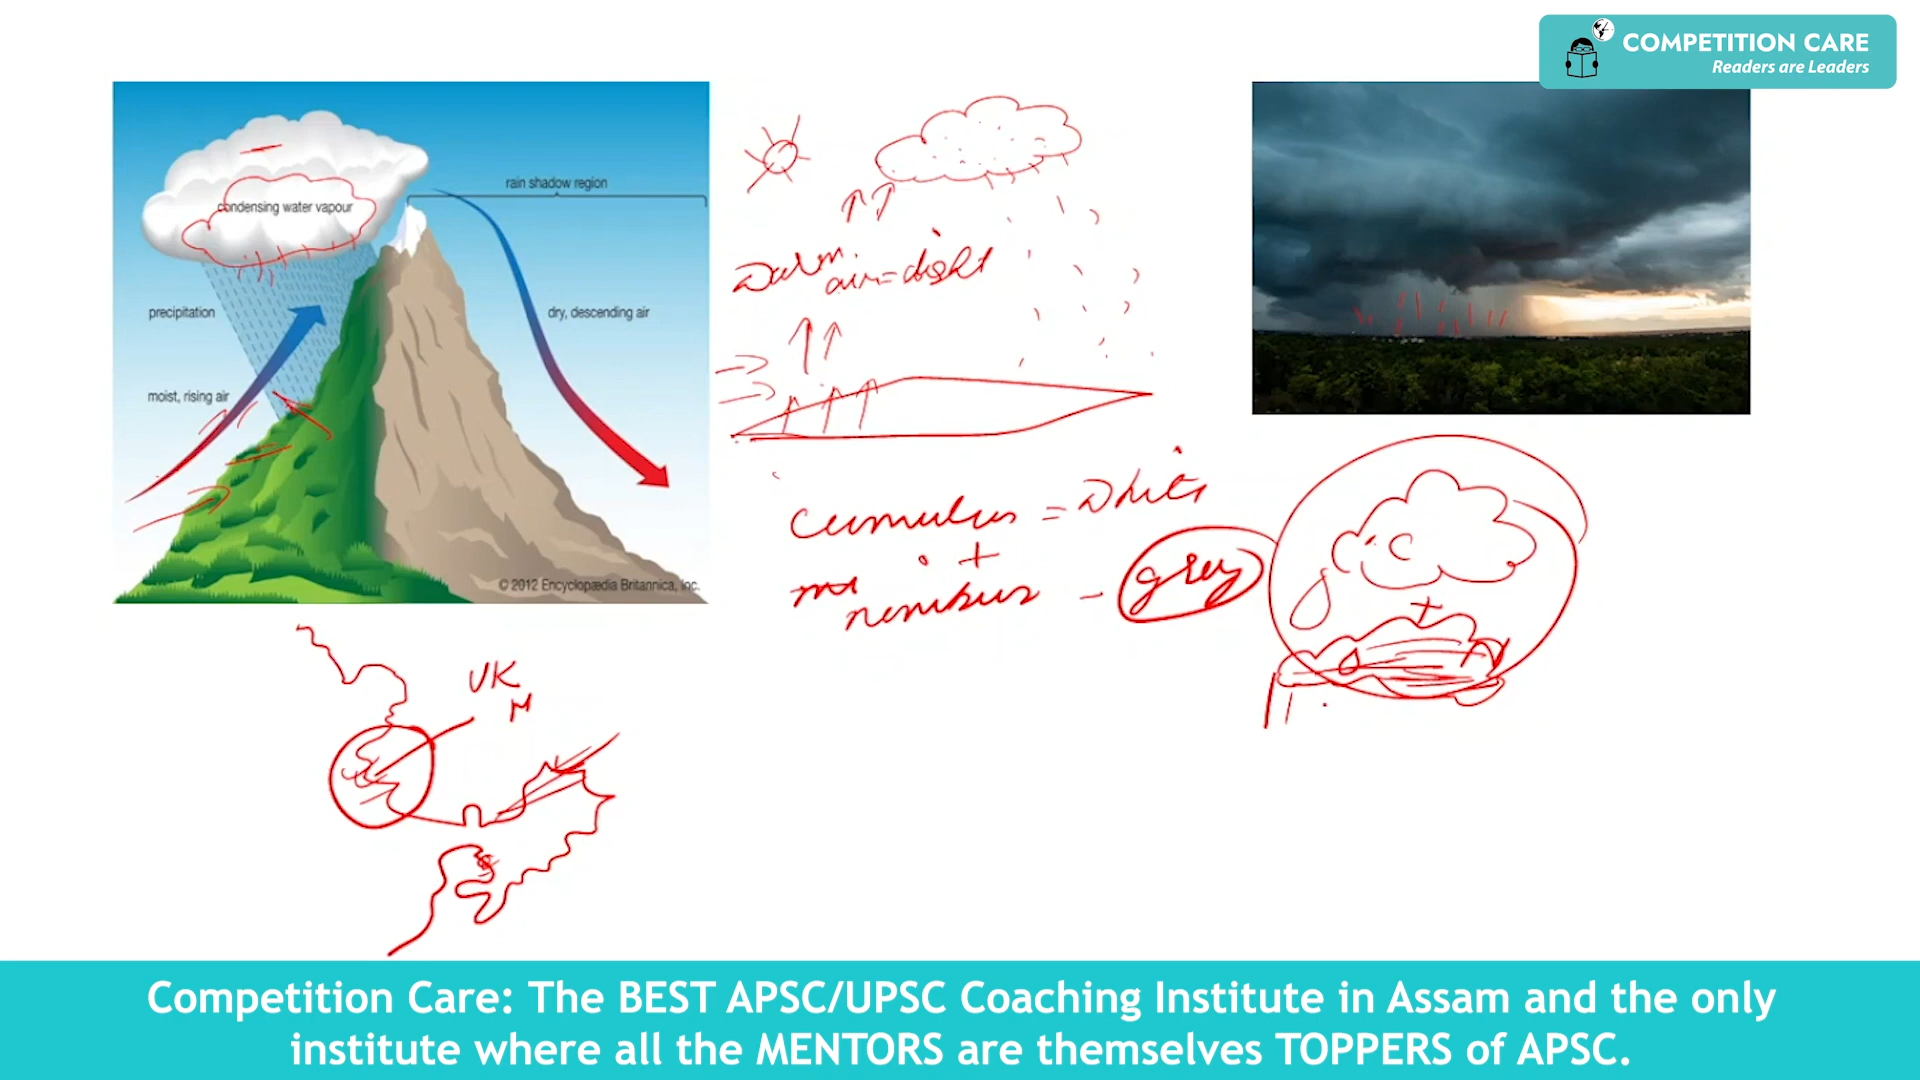 COMPETITION CARE
Readers are Leaders
rain shadow region
condensing water vapour
precipitation
dry, descending air
moist, rising air
© 2012 Encyclopædia Britannica, Inc.
Warm
air = light
cumulus = White
+
nimbus - grey
C
+
N
UK
Competition Care: The BEST APSC/UPSC Coaching Institute in Assam and the only
institute where all the MENTORS are themselves TOPPERS of APSC.